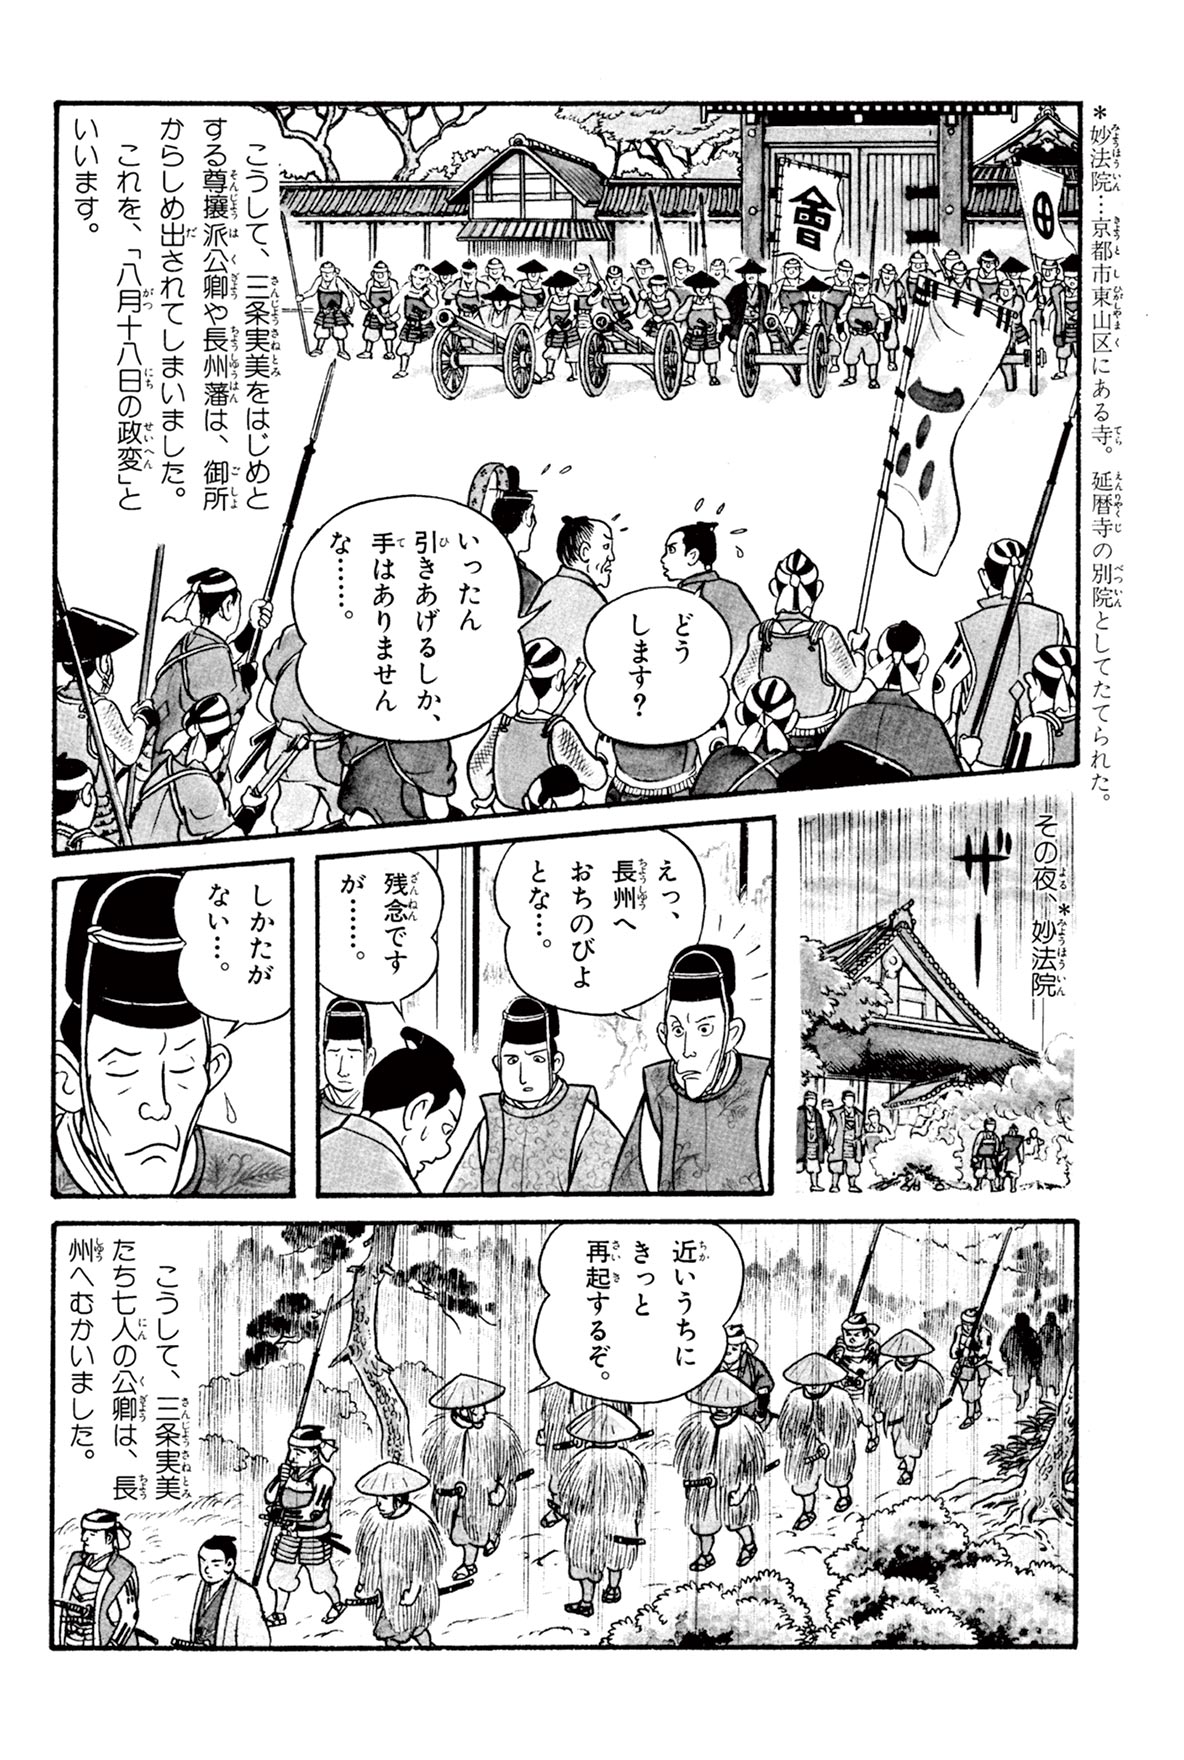 ＊妙法院…京都市東山区にある寺。延暦寺の別院としてたてられた。
會
どう
します？
いったん
引きあげるしか、
手はありません
な……。
こうして、三条実美をはじめと
する尊攘派公卿や長州藩は、御所
からしめ出されてしまいました。
これを、「八月十八日の政変」と
いいます。
その夜、＊妙法院
ザ
えっ、
長州へ
おちのびよ
とな…。
残念です
が……。
しかたが
ない…。
近いうちに
きっと
再起するぞ。
こうして、三条実美
たち七人の公卿は、長
州へむかいました。